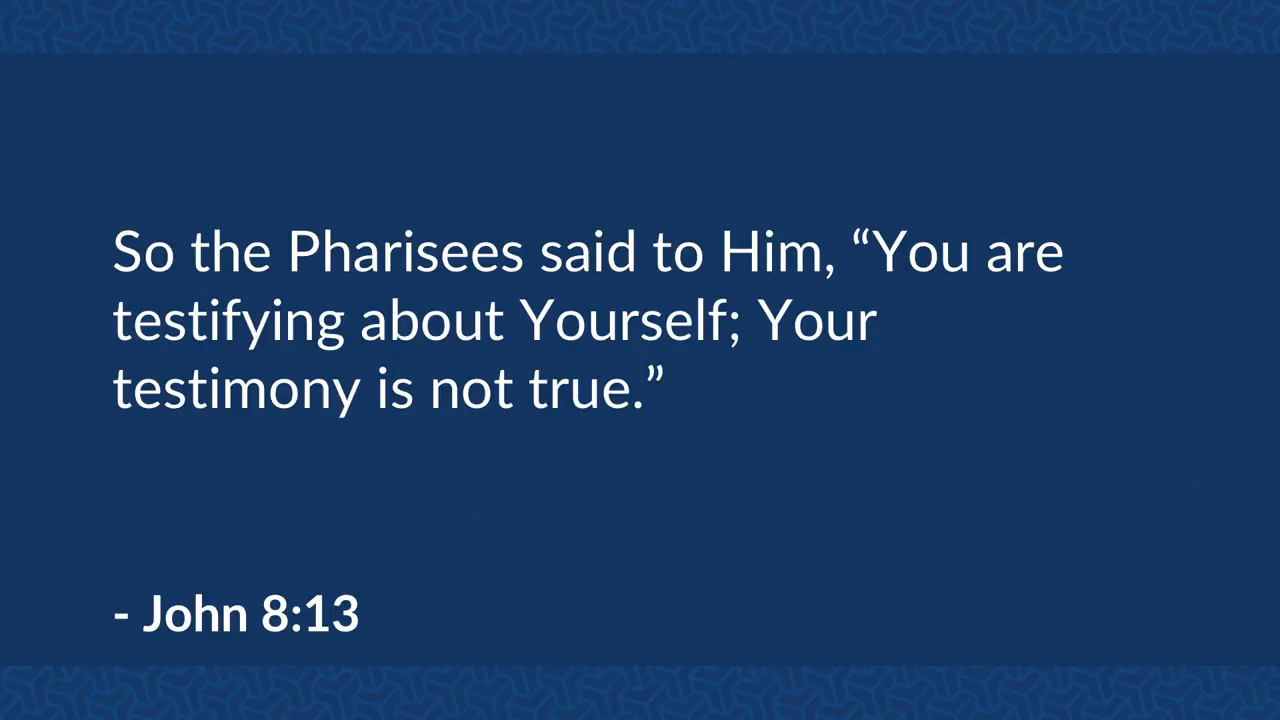 So the Pharisees said to Him, “You are
testifying about Yourself; Your
testimony is not true.”
- John 8:13